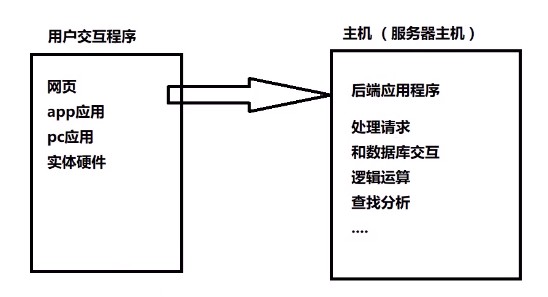 用户交互程序
网页
app应用
pc应用
实体硬件
主机（服务器主机）
后端应用程序
处理请求
和数据库交互
逻辑运算
查找分析
....